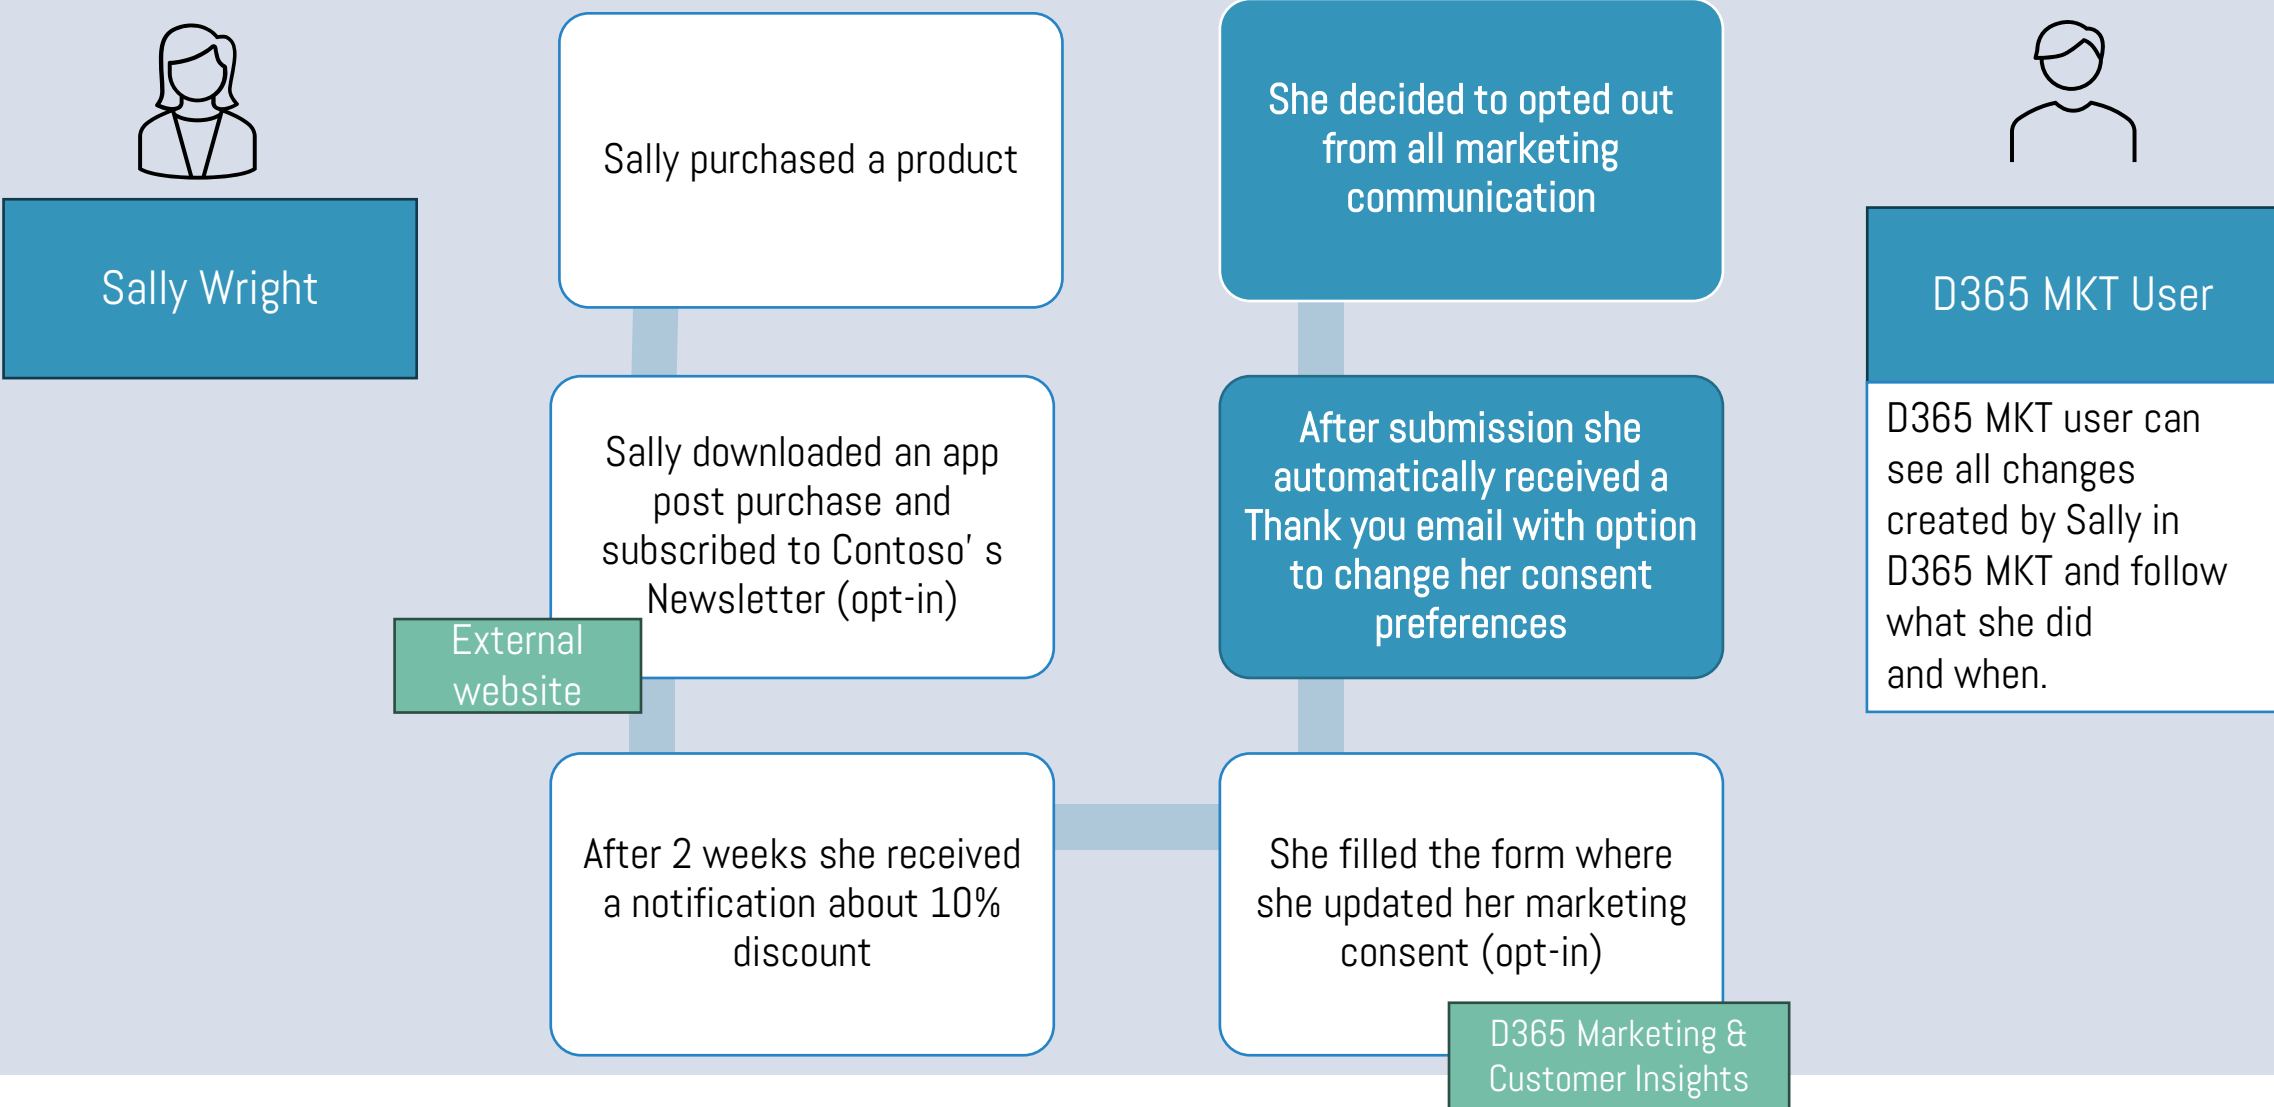 Sally Wright
Sally purchased a product
Sally downloaded an app
post purchase and
subscribed to Contoso' s
Newsletter (opt-in)
External
website
After 2 weeks she received
a notification about 10%
discount
She filled the form where
she updated her marketing
consent (opt-in)
D365 Marketing &
Customer Insights
After submission she
automatically received a
Thank you email with option
to change her consent
preferences
She decided to opted out
from all marketing
communication
D365 MKT User
D365 MKT user can
see all changes
created by Sally in
D365 MKT and follow
what she did
and when.